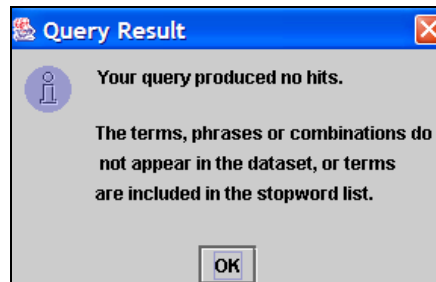 Query Result
Your query produced no hits.
The terms, phrases or combinations do
not appear in the dataset, or terms
are included in the stopword list.
OK